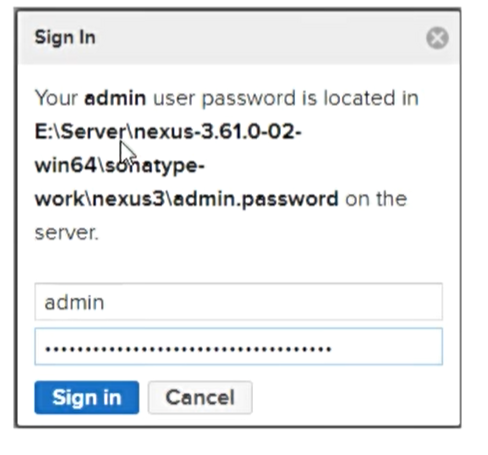 Sign In
Your admin user password is located in
E:\Server\nexus-3.61.0-02-
win64\sonatype-
work\nexus3\admin.password on the
server.
admin
••••••••••••••••••••••••••••••••••••
Sign in Cancel